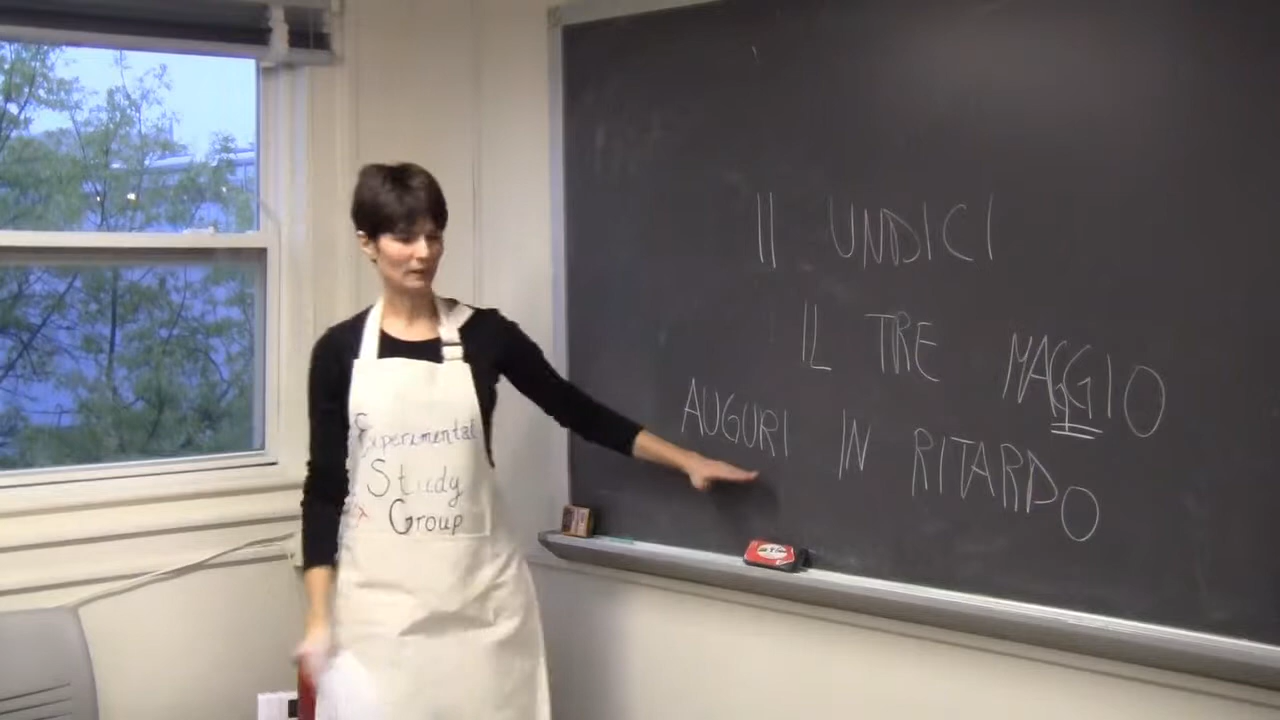 11 UNDICI
IL TRE MAGGIO
AUGURI IN RITARDO
Experimental
Study
Group